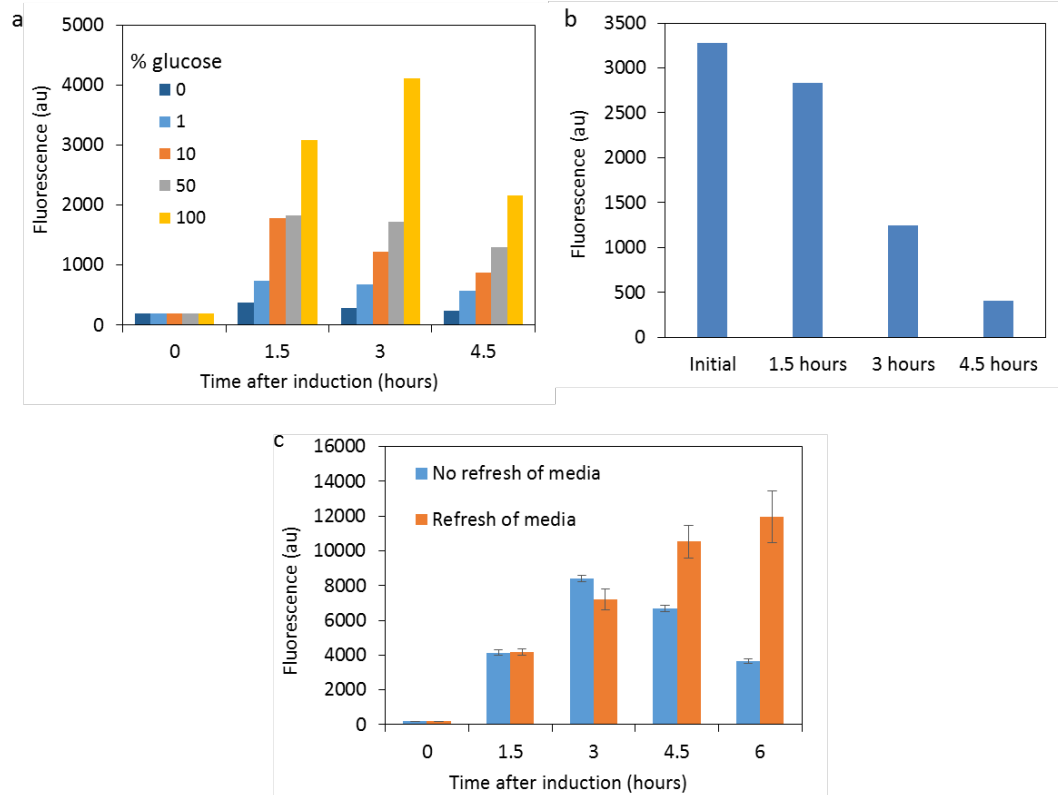 a
5000
4000
3000
2000
1000
0
Fluorescence (au)
% glucose
0
1
10
50
100
0 1.5 3 4.5
Time after induction (hours)
b
3500
3000
2500
2000
1500
1000
500
0
Fluorescence (au)
Initial 1.5 hours 3 hours 4.5 hours
c
16000
14000
12000
10000
8000
6000
4000
2000
0
Fluorescence (au)
No refresh of media
Refresh of media
0 1.5 3 4.5 6
Time after induction (hours)